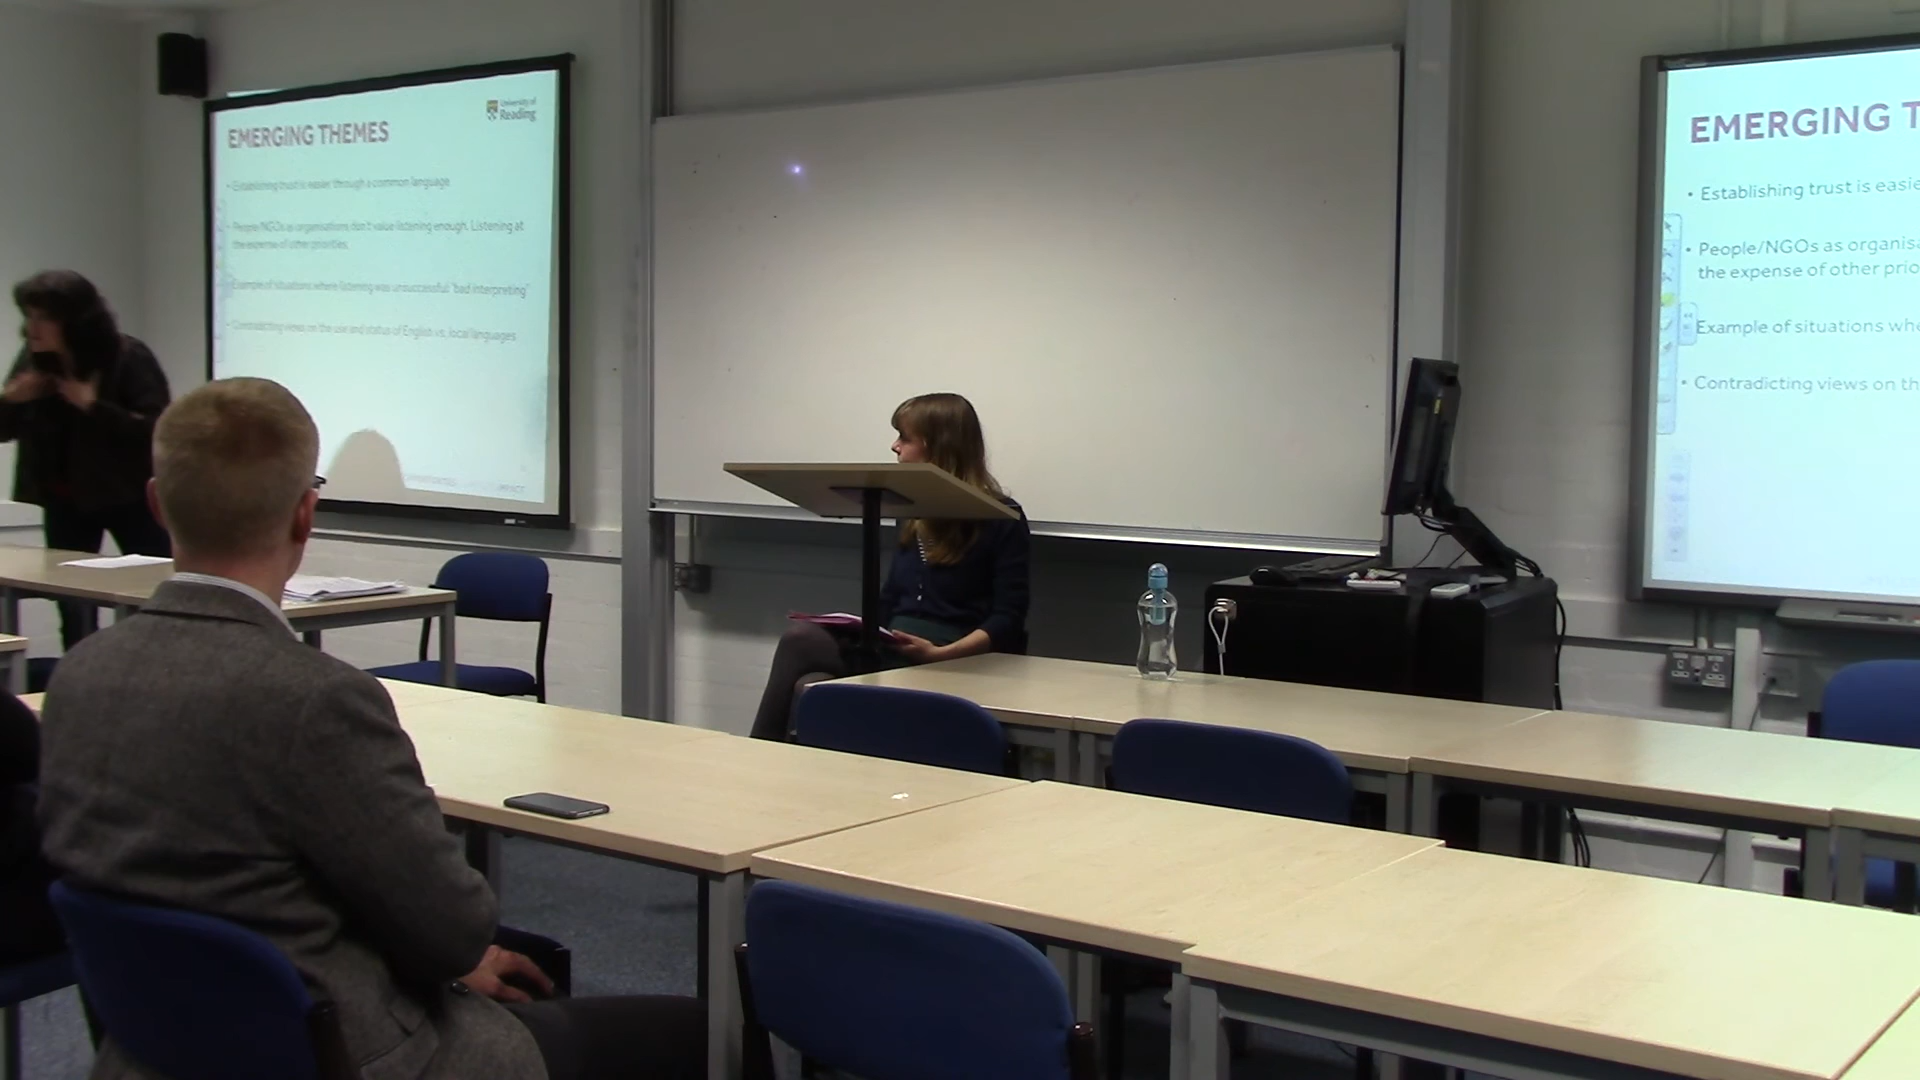 University of
Reading
EMERGING THEMES
• Establishing trust is easier through a common language
• People/NGOs as organisations don't value listening enough. Listening at
the expense of other priorities.
• Example of situations where listening was unsuccessful "bad interpreting"
• Contradicting views on the use and status of English vs. local languages
EMERGING T
• Establishing trust is easie
• People/NGOs as organisa
the expense of other prio
Example of situations whe
• Contradicting views on th